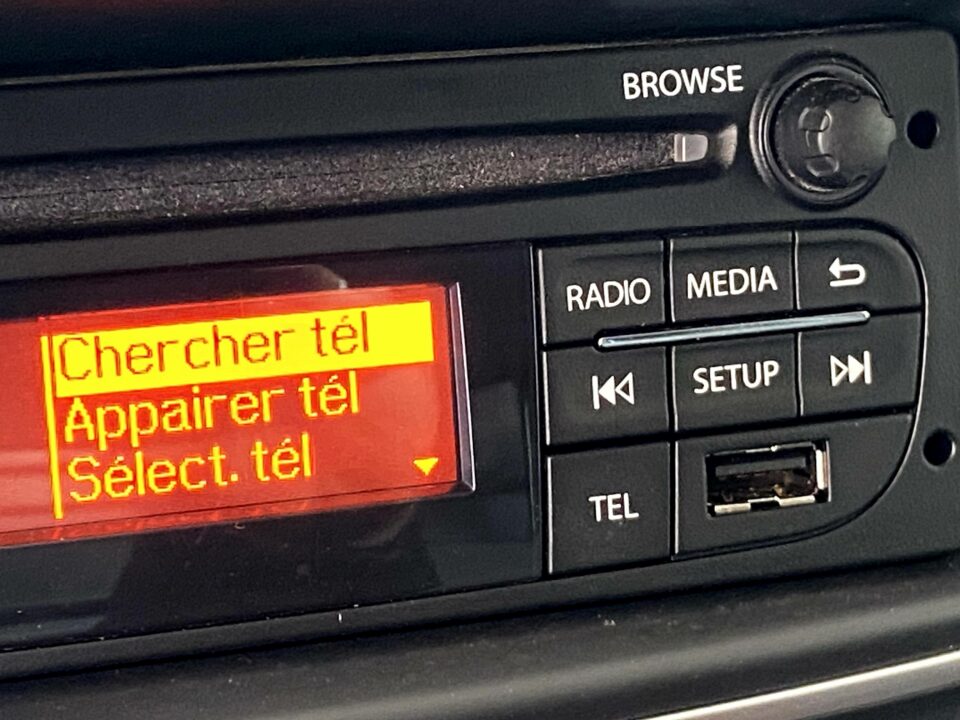 BROWSE
Chercher tél
Appairer tél
Sélect. tél
RADIO
MEDIA
SETUP
TEL